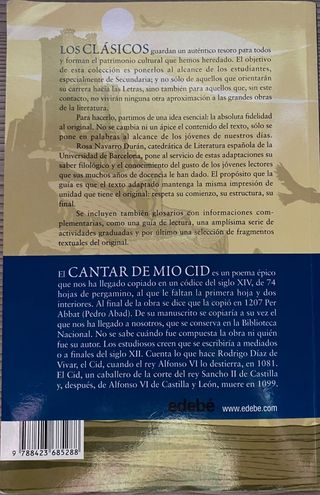 LOS CLÁSICOS guardan un auténtico tesoro para todos
y forman el patrimonio cultural que hemos heredado. El objetivo
de esta colección es ponerlos al alcance de los estudiantes,
especialmente de Secundaria; y no sólo de aquellos que orientarán
su carrera hacia las Letras, sino también para aquellos que, sin
este contacto, no vivirán ninguna otra aproximación a las grandes
obras de la literatura.
Para hacerlo, partimos de una idea esencial: la absoluta fidelidad
al original. No se cambia ni un ápice el contenido del texto, sólo se
pone en palabras al alcance de los jóvenes de nuestros días.
Rosa Navarro Durán, catedrática de Literatura española de la
Universidad de Barcelona, pone al servicio de estas adaptaciones su
saber filológico y el conocimiento del gusto de los jóvenes lectores
que sus muchos años de docencia le han dado. El propósito que la
guía es que el texto adaptado mantenga la misma impresión de
unidad que tiene el original: respeta su comienzo, su estructura, su
final.
Se incluyen también glosarios con informaciones com-
plementarias, como una guía de lectura, una amplísima serie de
actividades graduadas y por último una selección de fragmentos
textuales del original.
El CANTAR DE MIO CID es un poema épico
que nos ha llegado copiado en un códice del siglo XIV, de 74
hojas de pergamino, al que le faltan la primera hoja y dos
interiores. Al final de la obra se dice que la copió en 1207 Per
Abbat (Pedro Abad). De su manuscrito se copiaría a su vez el
que nos ha llegado a nosotros, que se conserva en la Biblioteca
Nacional. No se sabe cuándo fue compuesta la obra ni quién
fue su autor. Los estudiosos creen que se escribiría a mediados
o a finales del siglo XII. Cuenta lo que hace Rodrigo Díaz de
Vivar, el Cid, cuando el rey Alfonso VI lo destierra, en 1081.
El Cid, un caballero de la corte del rey Sancho II de Castilla
y, después, de Alfonso VI de Castilla y León, muere en 1099.
edebé www.edebe.com
9 788423 685288